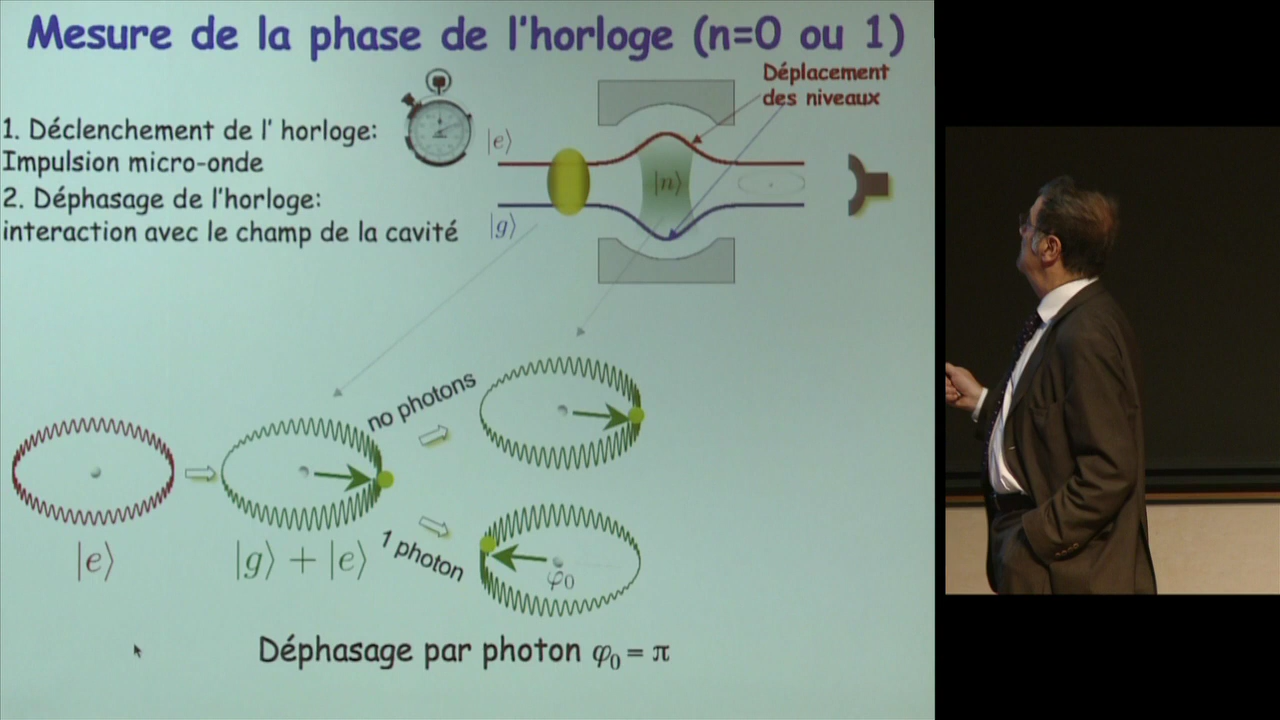 Mesure de la phase de l'horloge (n=0 ou 1)
Déplacement
des niveaux
1. Déclenchement de l' horloge:
Impulsion micro-onde
2. Déphasage de l'horloge:
interaction avec le champ de la cavité
|e⟩
|n⟩
|g⟩
no photons
1 photon
|e⟩
|g⟩ + |e⟩
φ₀
Déphasage par photon φ₀ = π